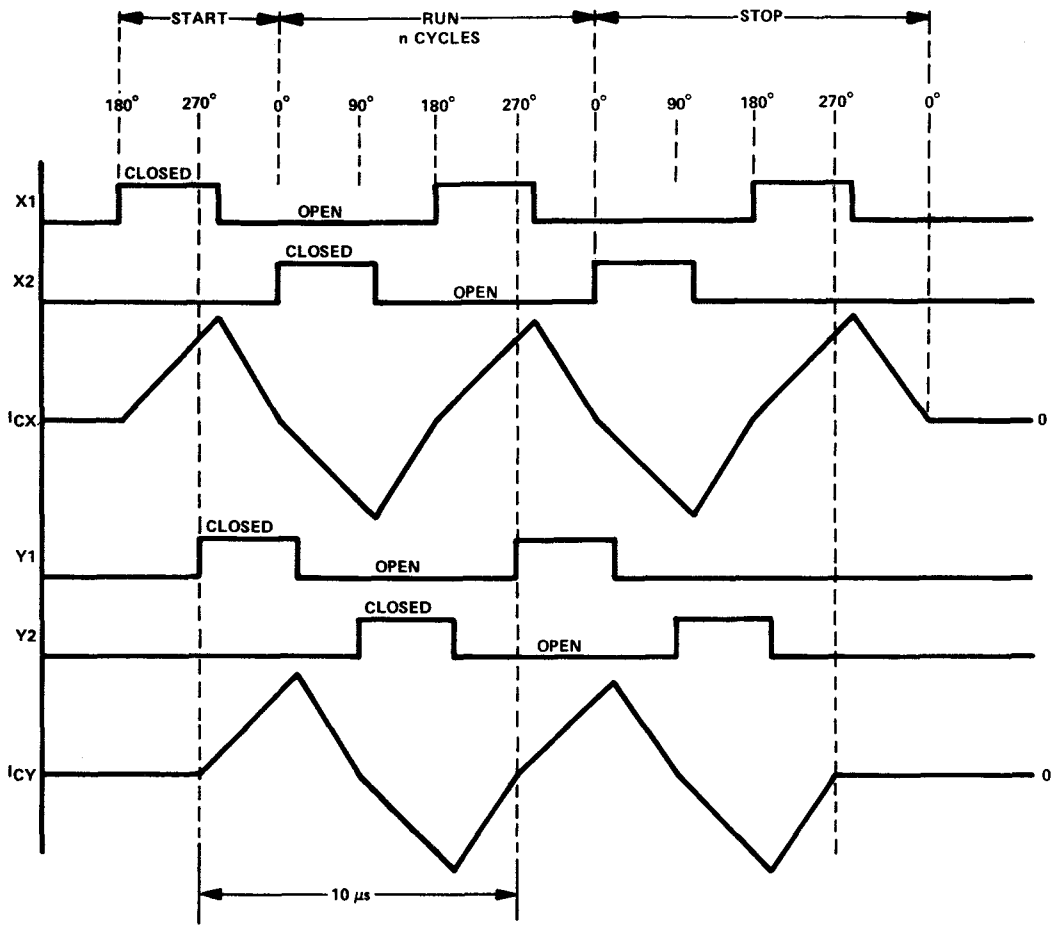 START RUN STOP
n CYCLES
180° 270° 0° 90° 180° 270° 0° 90° 180° 270° 0°
CLOSED
X1
OPEN
CLOSED
X2
OPEN
ICX 0
CLOSED
Y1
OPEN
CLOSED
Y2
OPEN
ICY 0
10 μs